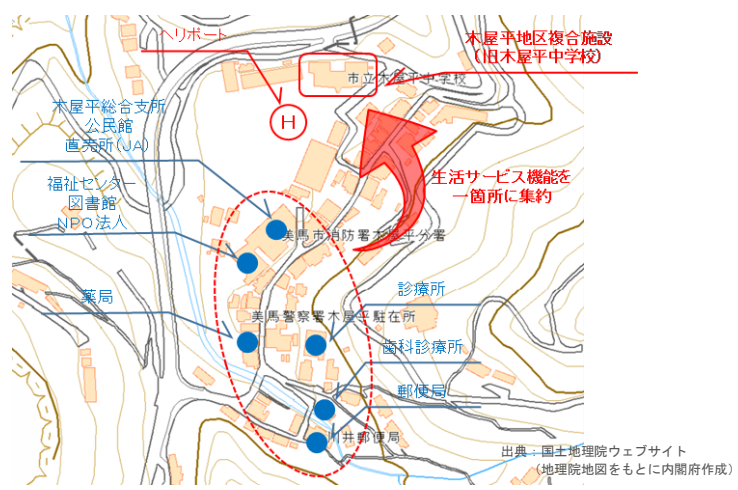 ヘリポート
木屋平地区複合施設
(旧木屋平中学校)
市立木屋平中学校
H
木屋平総合支所
公民館
直売所(JA)
生活サービス機能を
一箇所に集約
福祉センター
図書館
NPO法人
美馬市消防署木屋平分署
薬局
診療所
美馬警察署木屋平駐在所
歯科診療所
郵便局
川井郵便局
出典:国土地理院ウェブサイト
(地理院地図をもとに内閣府作成)